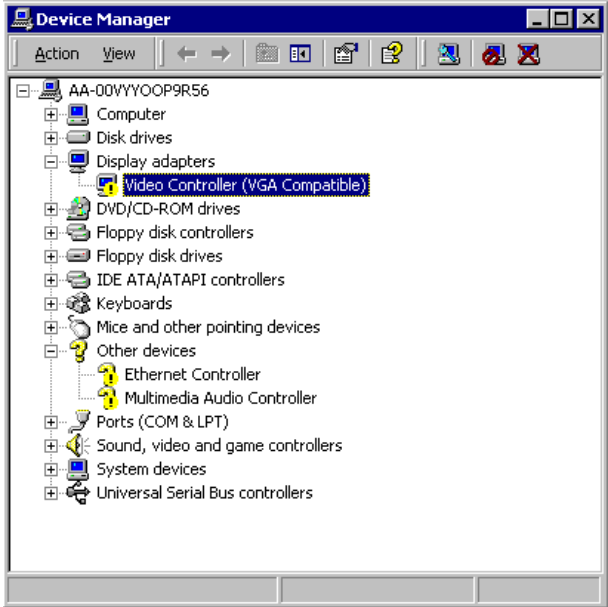 Device Manager
Action View
AA-00VYYOOP9R56
Computer
Disk drives
Display adapters
Video Controller (VGA Compatible)
DVD/CD-ROM drives
Floppy disk controllers
Floppy disk drives
IDE ATA/ATAPI controllers
Keyboards
Mice and other pointing devices
Other devices
Ethernet Controller
Multimedia Audio Controller
Ports (COM & LPT)
Sound, video and game controllers
System devices
Universal Serial Bus controllers